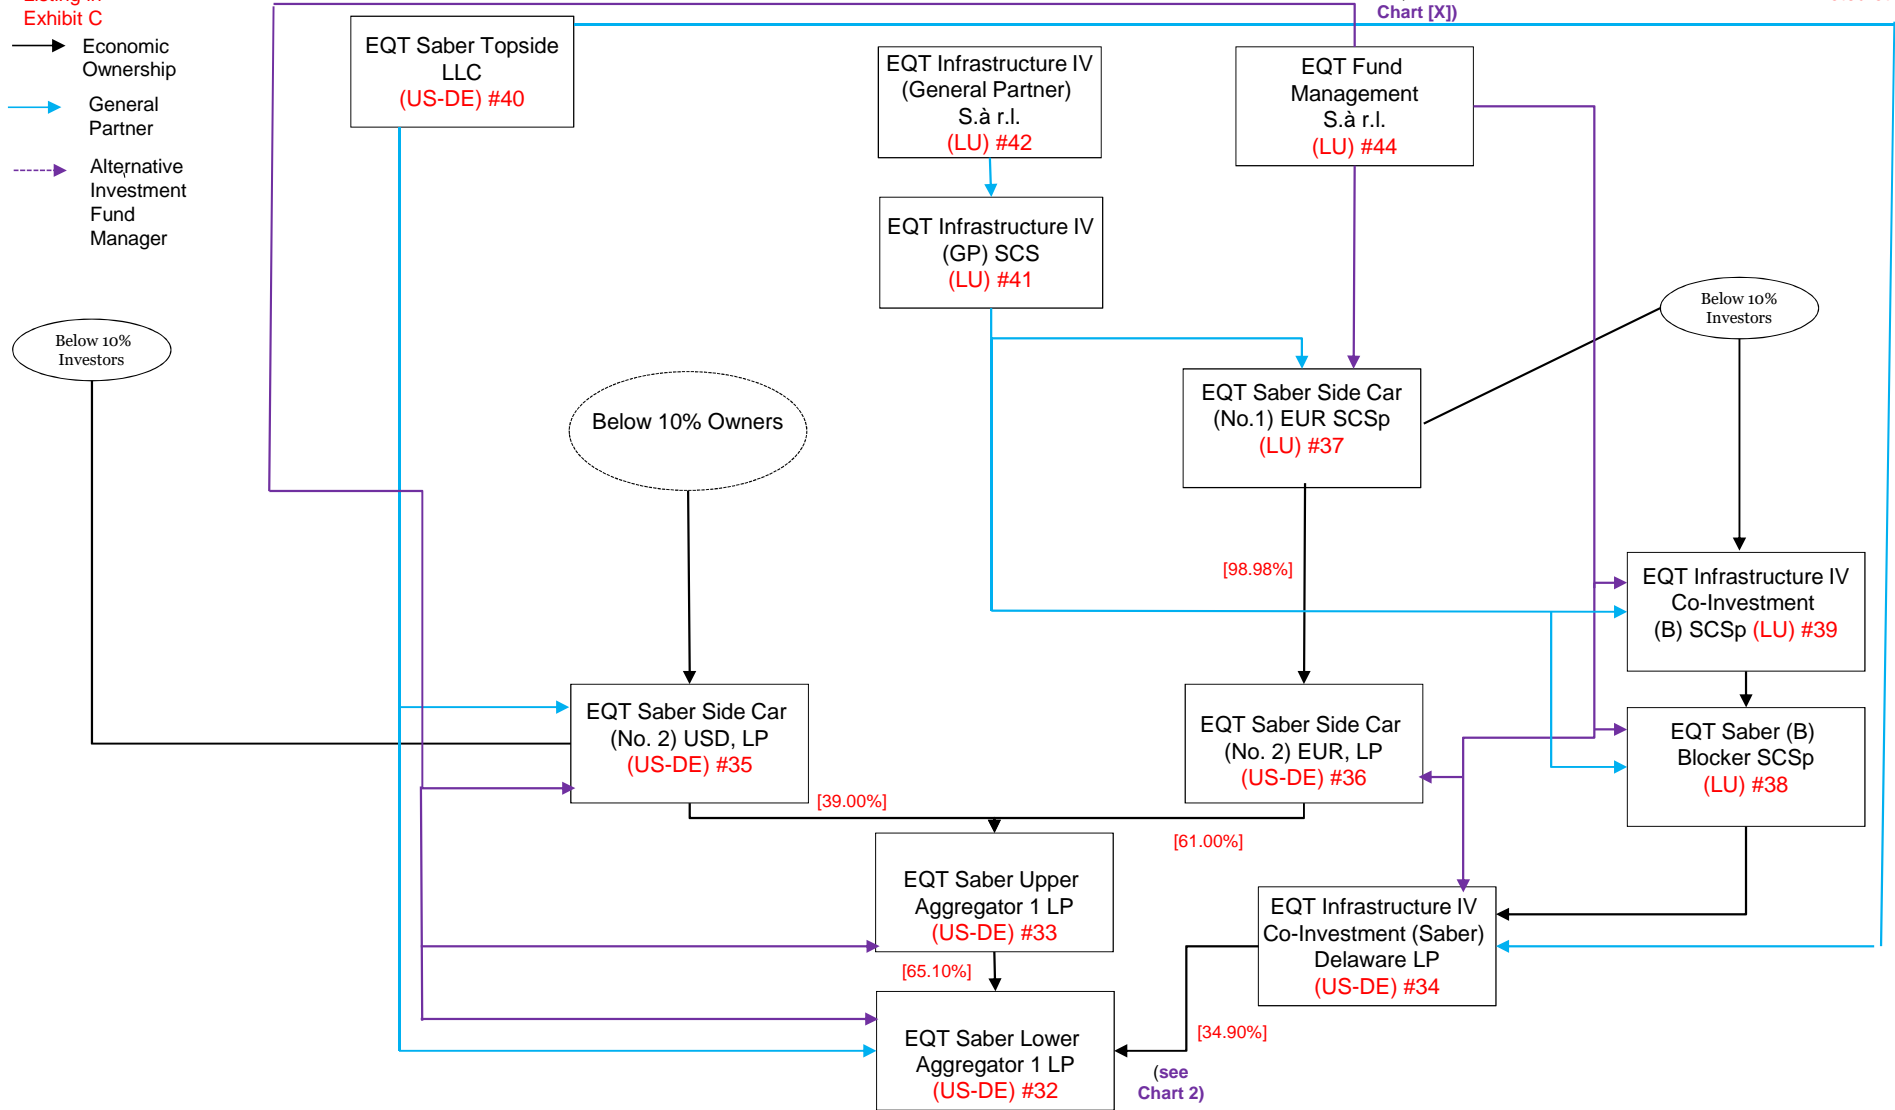 Exhibit C
Economic
Ownership
General
Partner
Alternative
Investment
Fund
Manager
Chart [X])
EQT Saber Topside
LLC
(US-DE) #40
EQT Infrastructure IV
(General Partner)
S.à r.l.
(LU) #42
EQT Fund
Management
S.à r.l.
(LU) #44
EQT Infrastructure IV
(GP) SCS
(LU) #41
Below 10%
Investors
Below 10%
Investors
Below 10% Owners
EQT Saber Side Car
(No.1) EUR SCSp
(LU) #37
[98.98%]
EQT Infrastructure IV
Co-Investment
(B) SCSp (LU) #39
EQT Saber Side Car
(No. 2) USD, LP
(US-DE) #35
EQT Saber Side Car
(No. 2) EUR, LP
(US-DE) #36
EQT Saber (B)
Blocker SCSp
(LU) #38
[39.00%]
[61.00%]
EQT Saber Upper
Aggregator 1 LP
(US-DE) #33
EQT Infrastructure IV
Co-Investment (Saber)
Delaware LP
(US-DE) #34
[65.10%]
[34.90%]
EQT Saber Lower
Aggregator 1 LP
(US-DE) #32
(see
Chart 2)